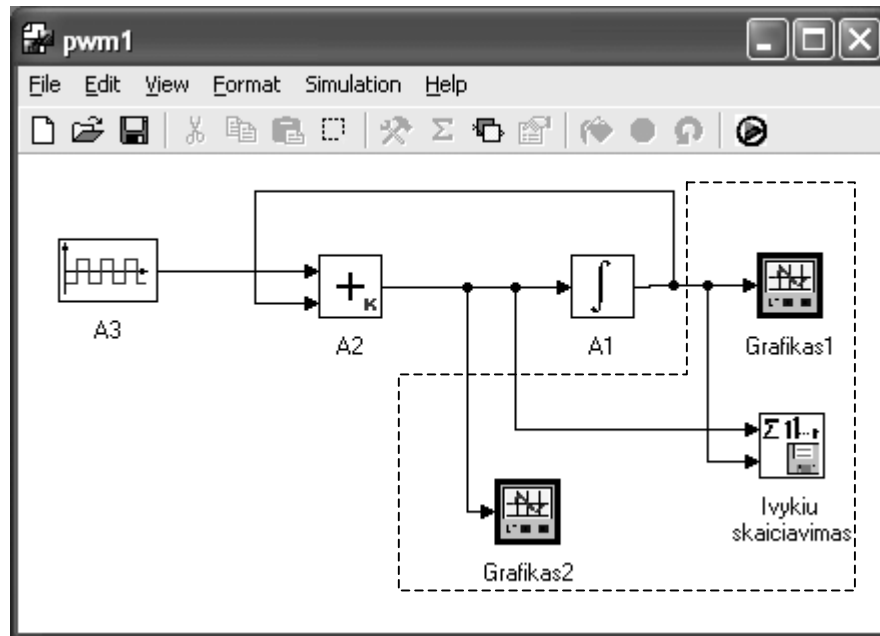 pwm1
File Edit View Format Simulation Help
A3
+
K
A2
∫
A1
Grafikas1
Σ
Ivykiu
skaiciavimas
Grafikas2